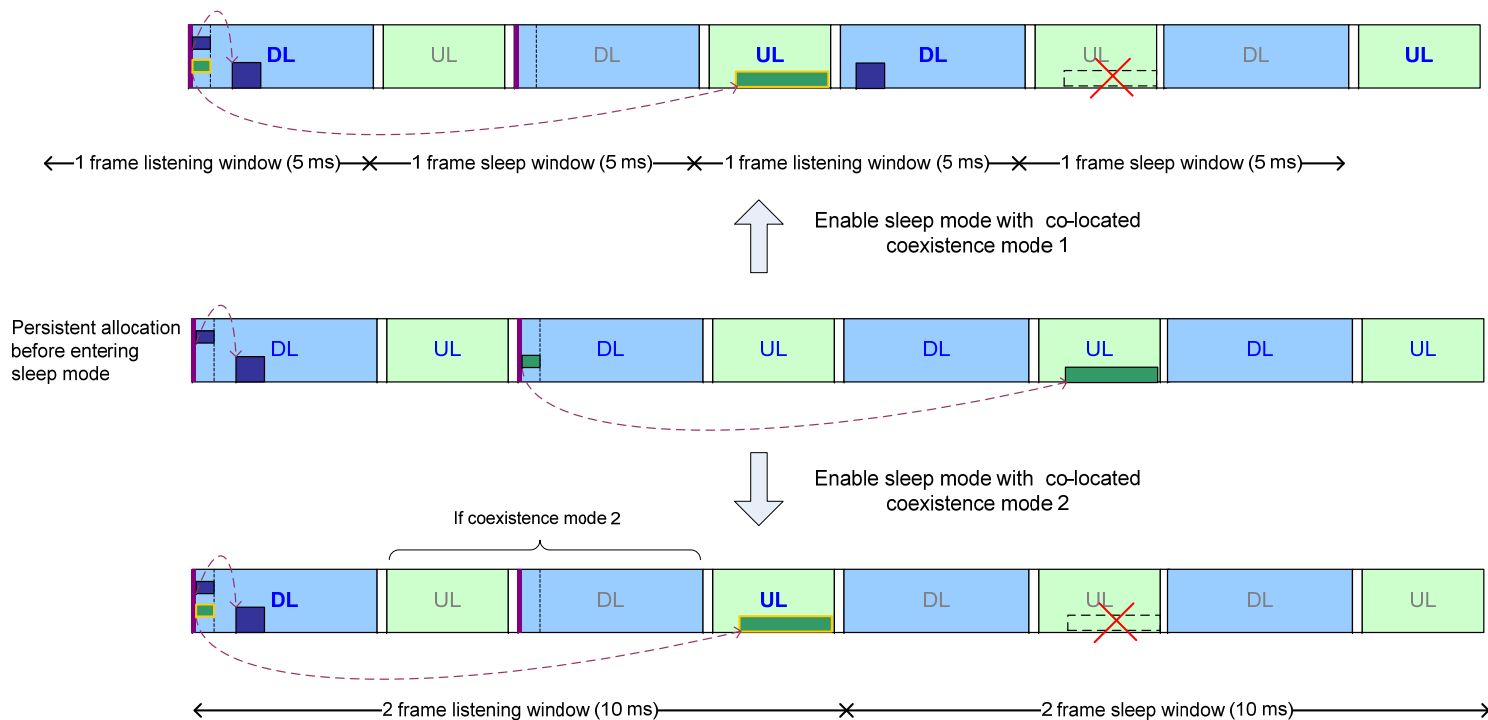 DL UL DL UL DL UL DL UL
1 frame listening window (5 ms) 1 frame sleep window (5 ms) 1 frame listening window (5 ms) 1 frame sleep window (5 ms)
Enable sleep mode with co-located
coexistence mode 1
Persistent allocation
before entering
sleep mode
DL UL DL UL DL UL DL UL
Enable sleep mode with co-located
coexistence mode 2
If coexistence mode 2
DL UL DL UL DL UL DL UL
2 frame listening window (10 ms) 2 frame sleep window (10 ms)